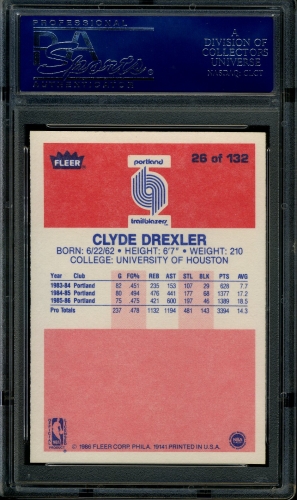 PROFESSIONAL
PSA
Sports
AUTHENTICATOR
A
DIVISION OF
COLLECTORS
UNIVERSE
NASDAQ: CLCT
FLEER
portland
trailblazers
26 of 132
CLYDE DREXLER
BORN: 6/22/62 • HEIGHT: 6'7" • WEIGHT: 210
COLLEGE: UNIVERSITY OF HOUSTON
Year Club G FG% REB AST STL BLK PTS AVG
1983-84 Portland 82 .451 235 153 107 29 628 7.7
1984-85 Portland 80 .494 476 441 177 68 1377 17.2
1985-86 Portland 75 .475 421 600 197 46 1389 18.5
Pro Totals 237 .478 1132 1194 481 143 3394 14.3
NBA
© 1986 FLEER CORP. PHILA. 19141 PRINTED IN U.S.A.